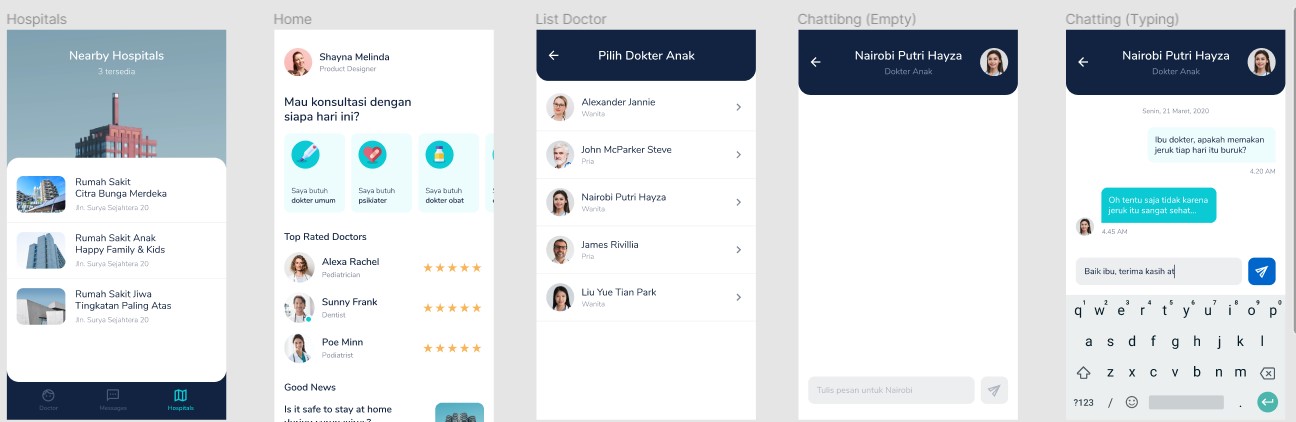 Hospitals
Nearby Hospitals
3 tersedia
Rumah Sakit
Citra Bunga Merdeka
Jln. Surya Sejahtera 20
Rumah Sakit Anak
Happy Family & Kids
Jln. Surya Sejahtera 20
Rumah Sakit Jiwa
Tingkatan Paling Atas
Jln. Surya Sejahtera 20
Doctor
Messages
Hospitals
Home
Shayna Melinda
Product Designer
Mau konsultasi dengan
siapa hari ini?
Saya butuh
dokter umum
Saya butuh
psikiater
Saya butuh
dokter obat
Top Rated Doctors
Alexa Rachel
Pediatrician
Sunny Frank
Dentist
Poe Minn
Podiatrist
Good News
Is it safe to stay at home
List Doctor
Pilih Dokter Anak
Alexander Jannie
Wanita
John McParker Steve
Pria
Nairobi Putri Hayza
Wanita
James Rivillia
Pria
Liu Yue Tian Park
Wanita
Chattibng (Empty)
Nairobi Putri Hayza
Dokter Anak
Tulis pesan untuk Nairobi
Chatting (Typing)
Nairobi Putri Hayza
Dokter Anak
Senin, 21 Maret, 2020
Ibu dokter, apakah memakan
jeruk tiap hari itu buruk?
4.20 AM
Oh tentu saja tidak karena
jeruk itu sangat sehat...
4.45 AM
Baik ibu, terima kasih at
1 2 3 4 5 6 7 8 9 0
q w e r t y u i o p
a s d f g h j k l
z x c v b n m
?123 / .